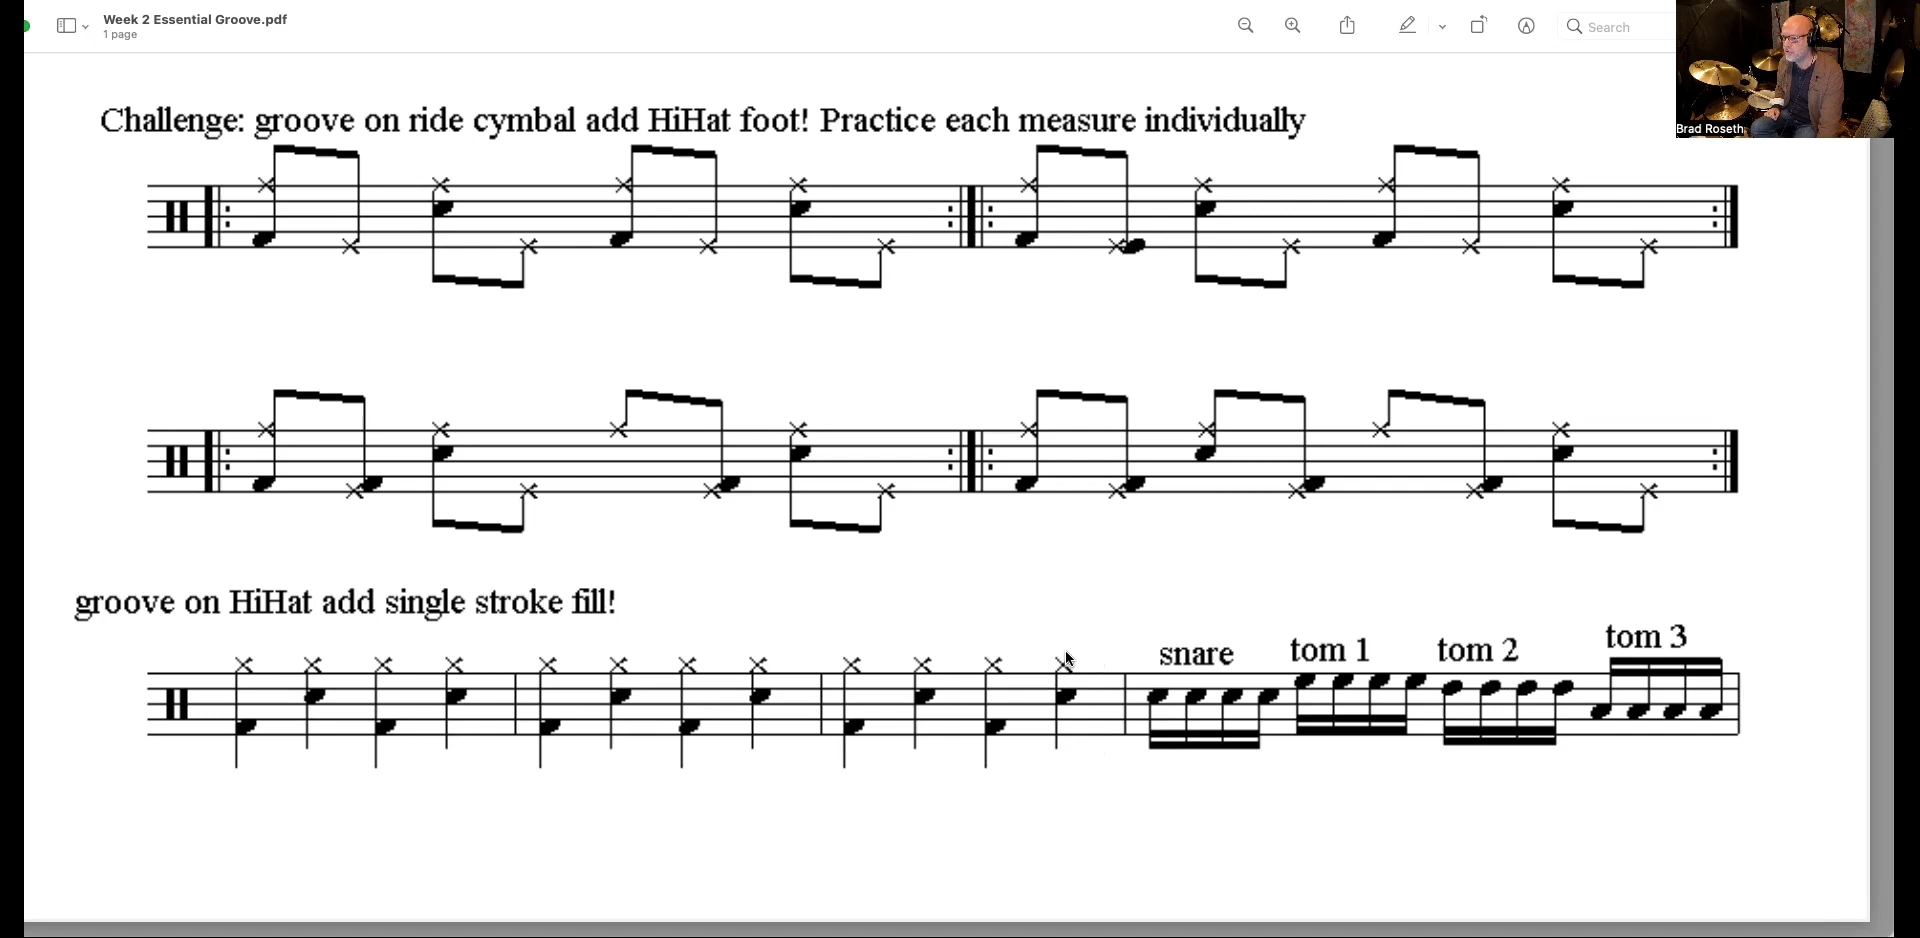 Week 2 Essential Groove.pdf
1 page
Search
Brad Roseth
Challenge: groove on ride cymbal add HiHat foot! Practice each measure individually
groove on HiHat add single stroke fill!
snare tom 1 tom 2 tom 3